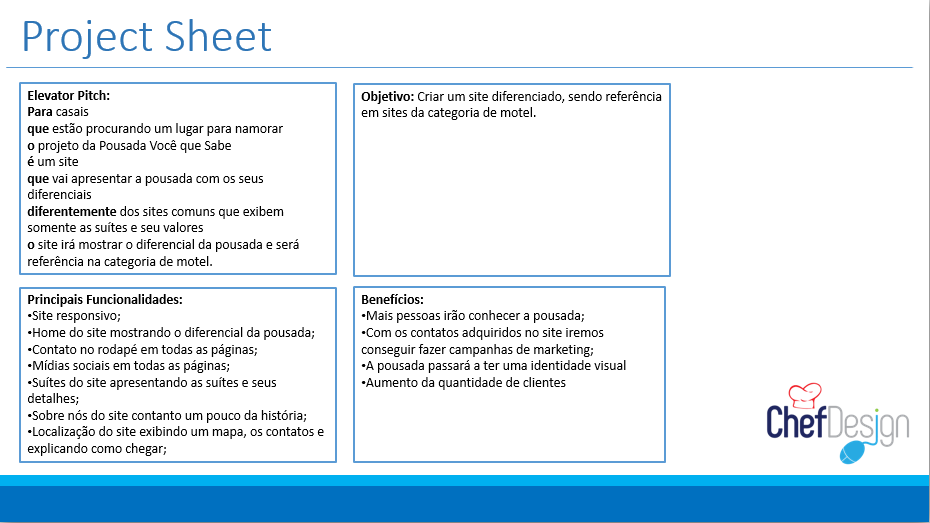 Project Sheet
Elevator Pitch:
Para casais
que estão procurando um lugar para namorar
o projeto da Pousada Você que Sabe
é um site
que vai apresentar a pousada com os seus
diferenciais
diferentemente dos sites comuns que exibem
somente as suítes e seu valores
o site irá mostrar o diferencial da pousada e será
referência na categoria de motel.
Objetivo: Criar um site diferenciado, sendo referência
em sites da categoria de motel.
Principais Funcionalidades:
•Site responsivo;
•Home do site mostrando o diferencial da pousada;
•Contato no rodapé em todas as páginas;
•Mídias sociais em todas as páginas;
•Suítes do site apresentando as suítes e seus
detalhes;
•Sobre nós do site contanto um pouco da história;
•Localização do site exibindo um mapa, os contatos e
explicando como chegar;
Benefícios:
•Mais pessoas irão conhecer a pousada;
•Com os contatos adquiridos no site iremos
conseguir fazer campanhas de marketing;
•A pousada passará a ter uma identidade visual
•Aumento da quantidade de clientes
ChefDesign